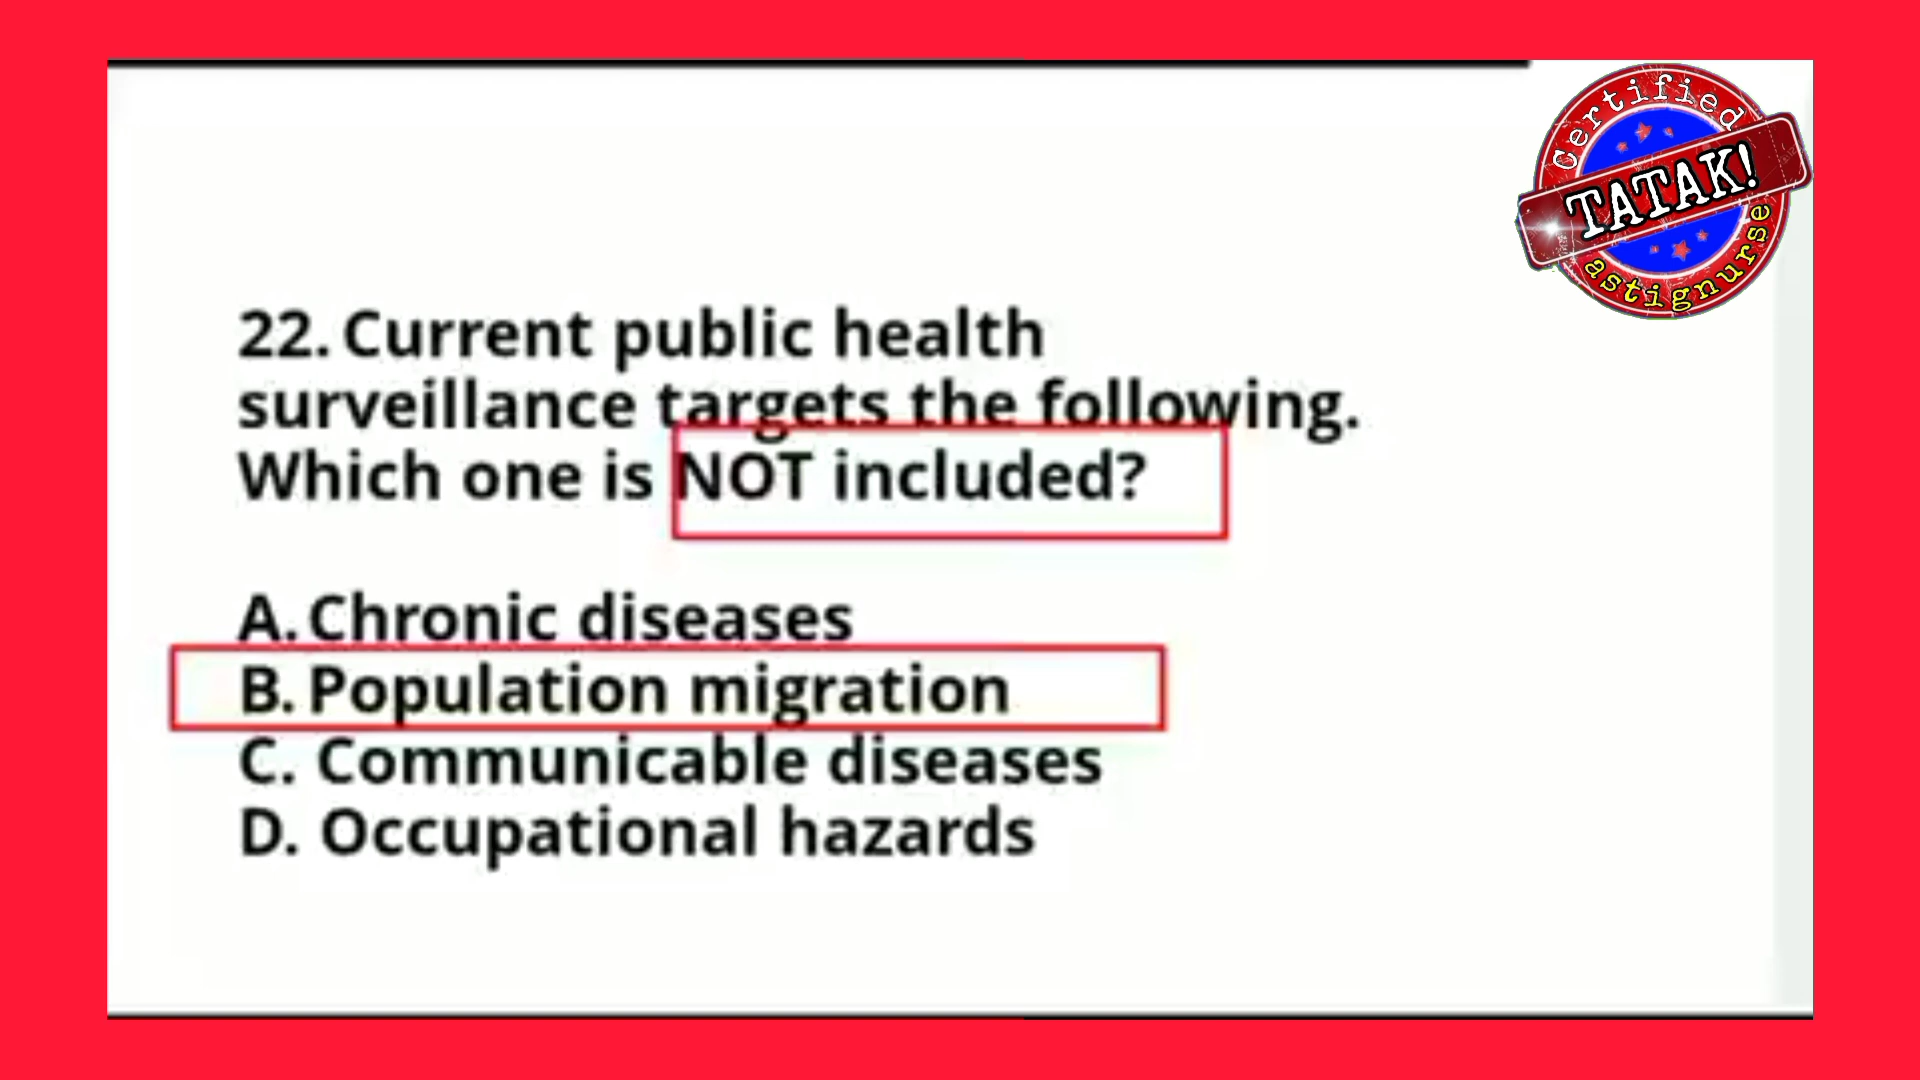 Certified
TATAK!
astignurse
22. Current public health
surveillance targets the following.
Which one is NOT included?
A. Chronic diseases
B. Population migration
C. Communicable diseases
D. Occupational hazards